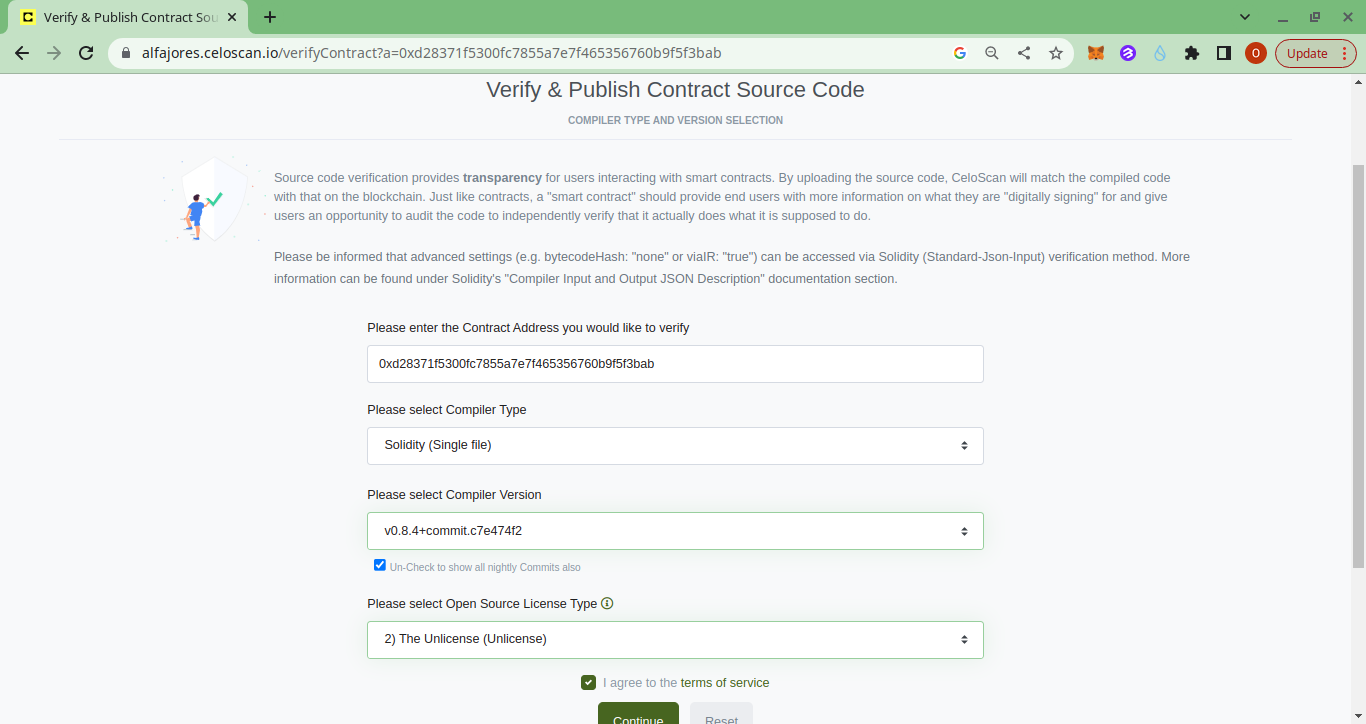 Verify & Publish Contract Sou
alfajores.celoscan.io/verifyContract?a=0xd28371f5300fc7855a7e7f465356760b9f5f3bab
O
Update
Verify & Publish Contract Source Code
COMPILER TYPE AND VERSION SELECTION
Source code verification provides transparency for users interacting with smart contracts. By uploading the source code, CeloScan will match the compiled code
with that on the blockchain. Just like contracts, a "smart contract" should provide end users with more information on what they are "digitally signing" for and give
users an opportunity to audit the code to independently verify that it actually does what it is supposed to do.
Please be informed that advanced settings (e.g. bytecodeHash: "none" or viaIR: "true") can be accessed via Solidity (Standard-Json-Input) verification method. More
information can be found under Solidity's "Compiler Input and Output JSON Description" documentation section.
Please enter the Contract Address you would like to verify
0xd28371f5300fc7855a7e7f465356760b9f5f3bab
Please select Compiler Type
Solidity (Single file)
Please select Compiler Version
v0.8.4+commit.c7e474f2
Un-Check to show all nightly Commits also
Please select Open Source License Type
2) The Unlicense (Unlicense)
I agree to the terms of service
Continue Reset